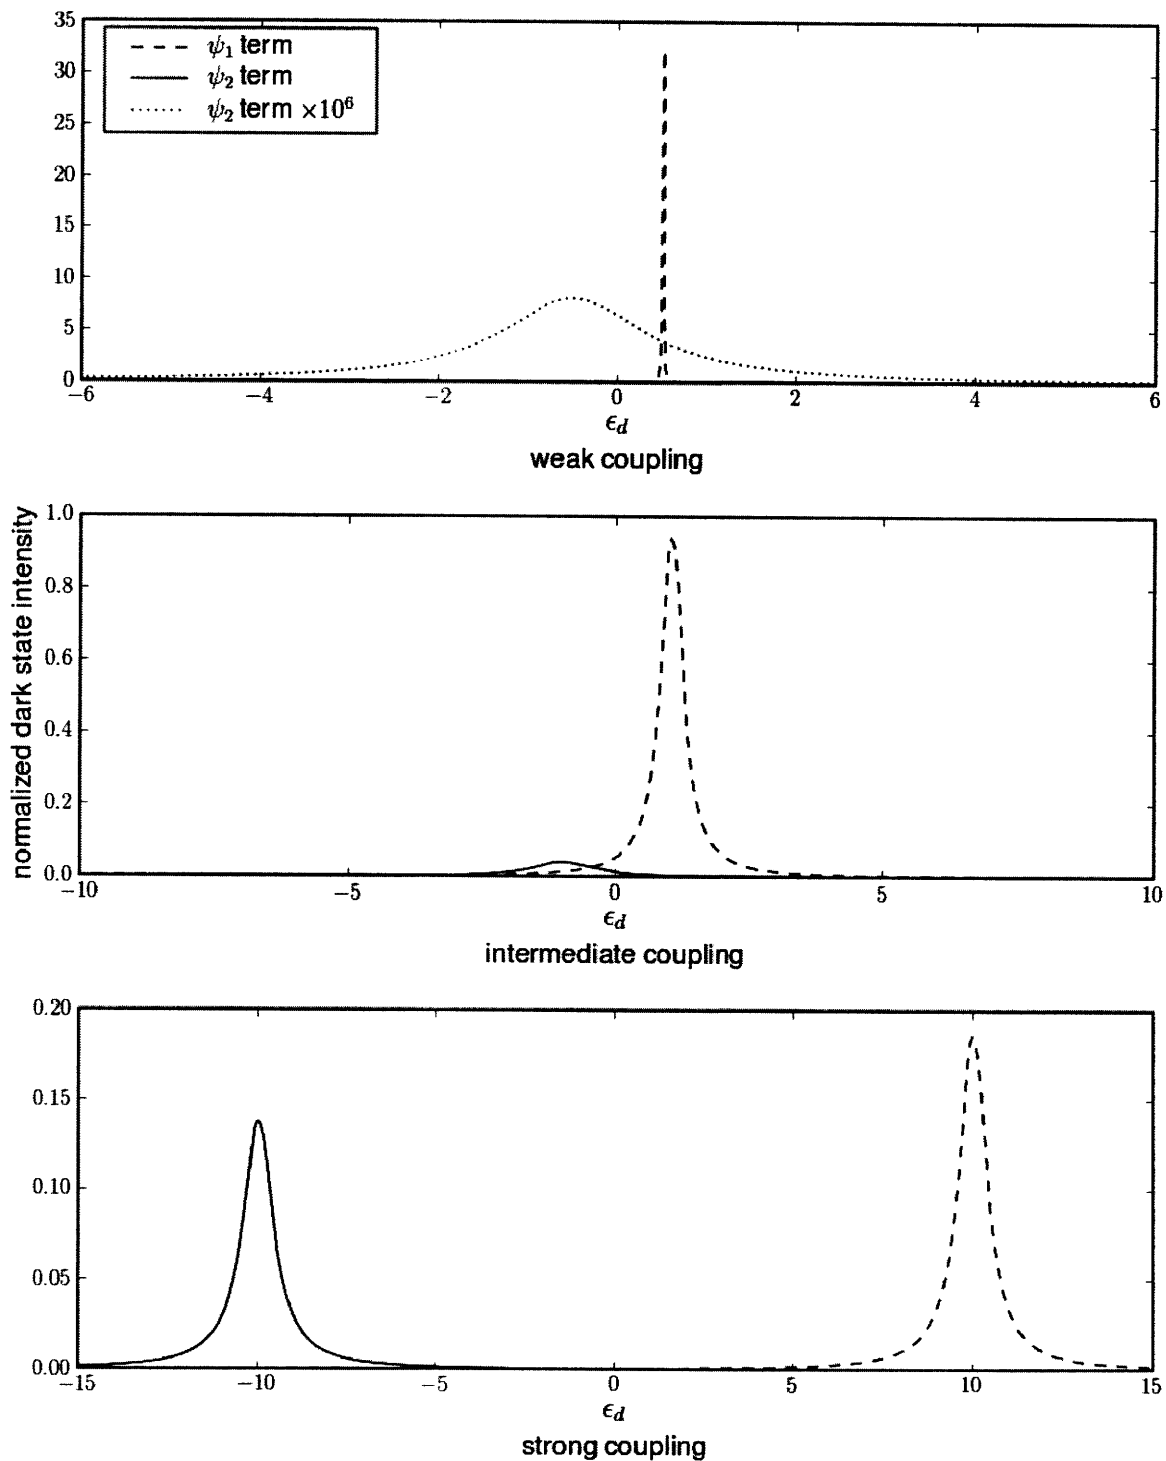 35
30
25
20
15
10
5
0
ψ₁ term
ψ₂ term
ψ₂ term ×10⁶
−6 −4 −2 0 2 4 6
ϵ_d
weak coupling
normalized dark state intensity
1.0
0.8
0.6
0.4
0.2
0.0
−10 −5 0 5 10
ϵ_d
intermediate coupling
0.20
0.15
0.10
0.05
0.00
−15 −10 −5 0 5 10 15
ϵ_d
strong coupling